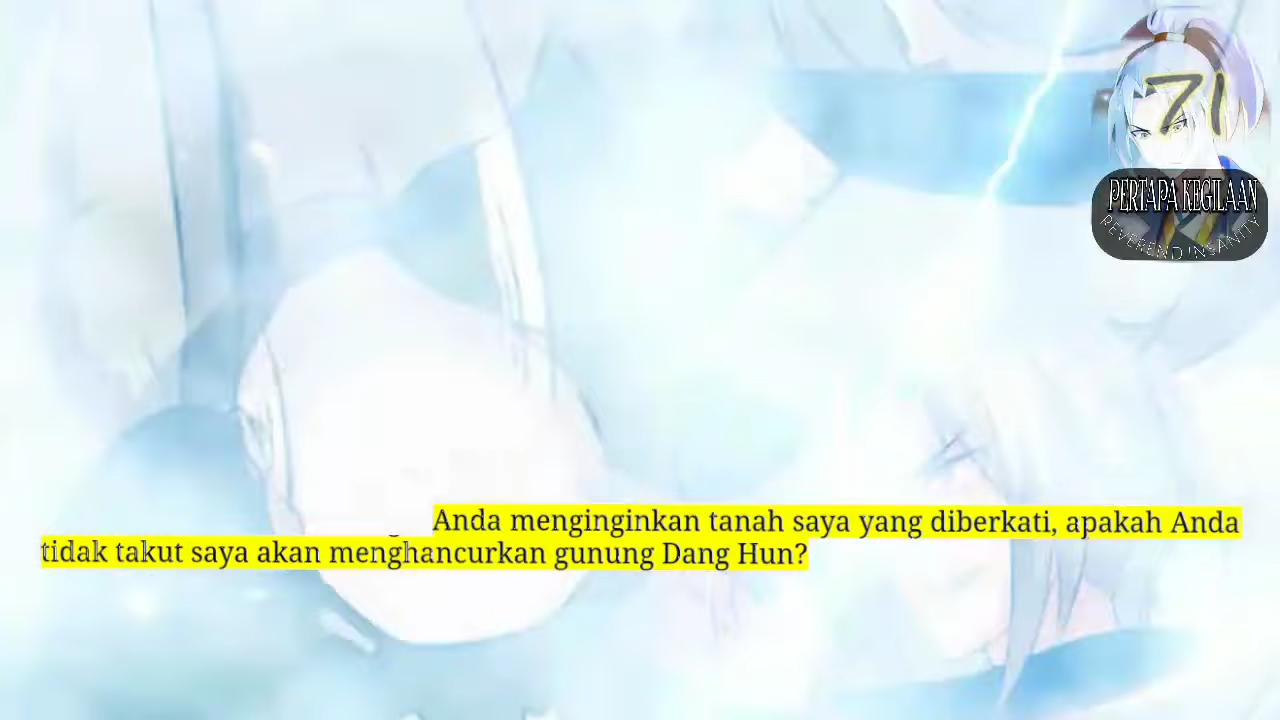 71
PERTAPA KEGILAAN
REVEREND INSANITY
Anda menginginkan tanah saya yang diberkati, apakah Anda
tidak takut saya akan menghancurkan gunung Dang Hun?